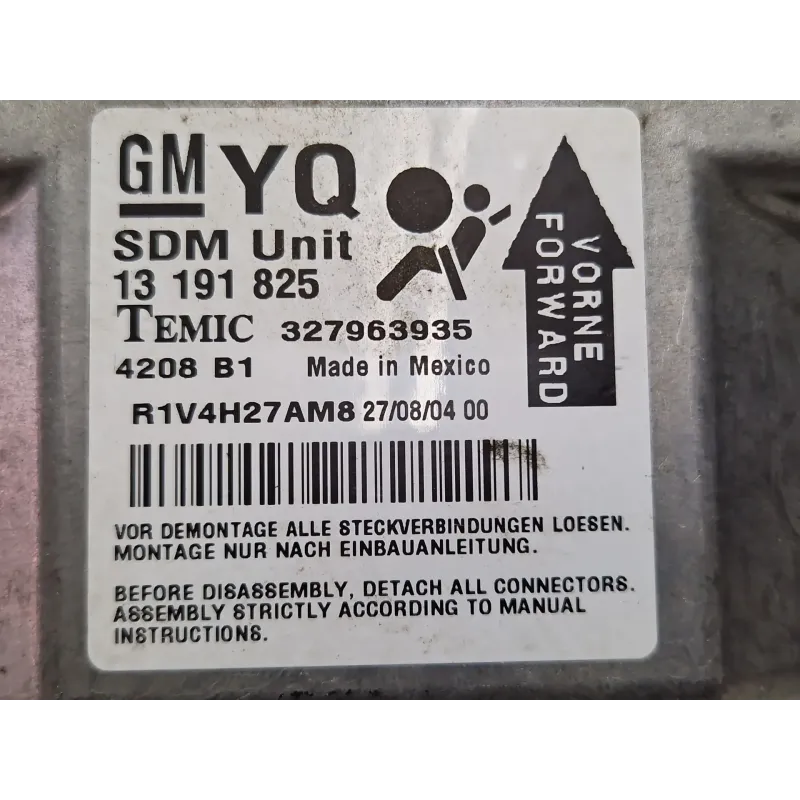 GM YQ
SDM Unit
13 191 825
TEMIC 327963935
4208 B1 Made in Mexico
R1V4H27AM8 27/08/04 00
VORNE
FORWARD
VOR DEMONTAGE ALLE STECKVERBINDUNGEN LOESEN.
MONTAGE NUR NACH EINBAUANLEITUNG.
BEFORE DISASSEMBLY, DETACH ALL CONNECTORS.
ASSEMBLY STRICTLY ACCORDING TO MANUAL
INSTRUCTIONS.